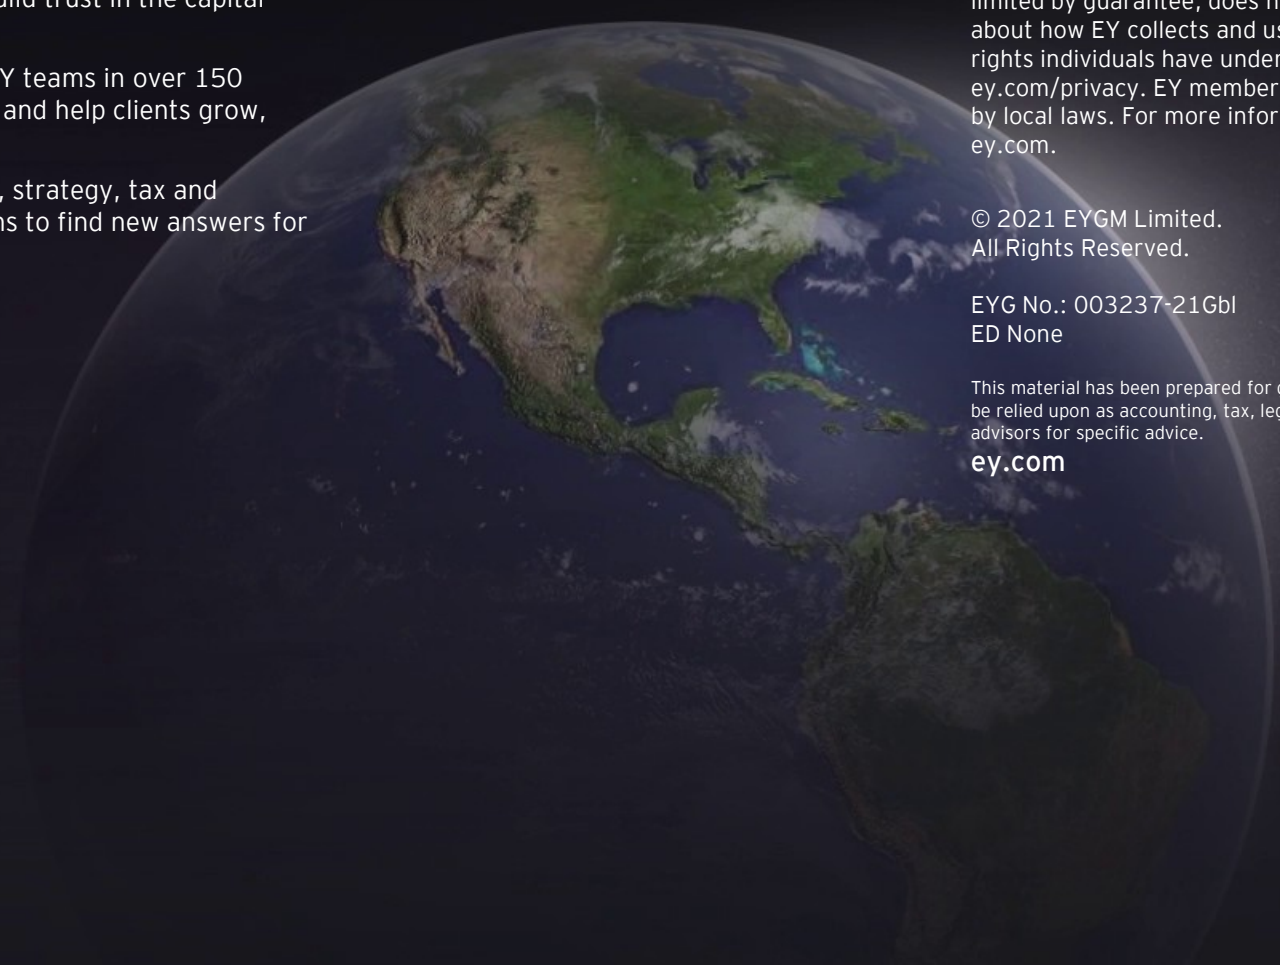 trust in the capital
Y teams in over 150
and help clients grow,
, strategy, tax and
ns to find new answers for
limited by guarantee, does
about how EY collects and
rights individuals have under
ey.com/privacy. EY member
by local laws. For more
ey.com.
© 2021 EYGM Limited.
All Rights Reserved.
EYG No.: 003237-21Gbl
ED None
This material has been prepared for
be relied upon as accounting, tax,
advisors for specific advice.
ey.com